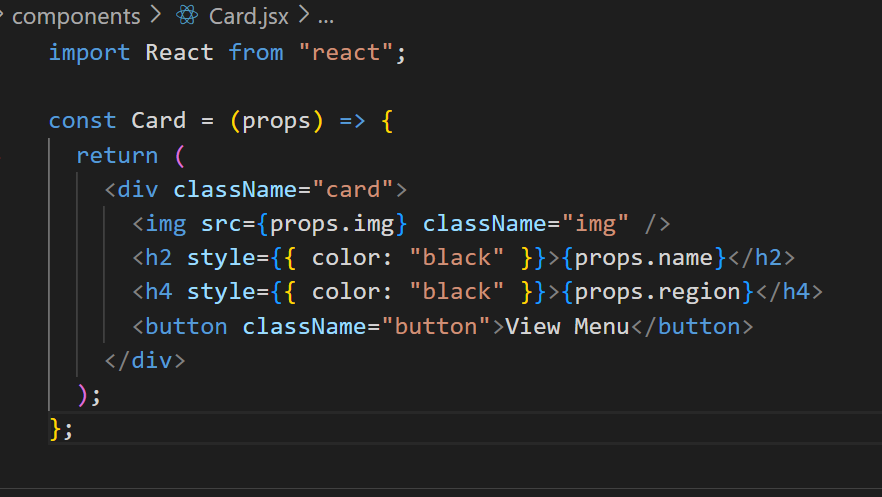 components > Card.jsx > ...
import React from "react";
const Card = (props) => {
return (
<div className="card">
<img src={props.img} className="img" />
<h2 style={{ color: "black" }}>{props.name}</h2>
<h4 style={{ color: "black" }}>{props.region}</h4>
<button className="button">View Menu</button>
</div>
);
};